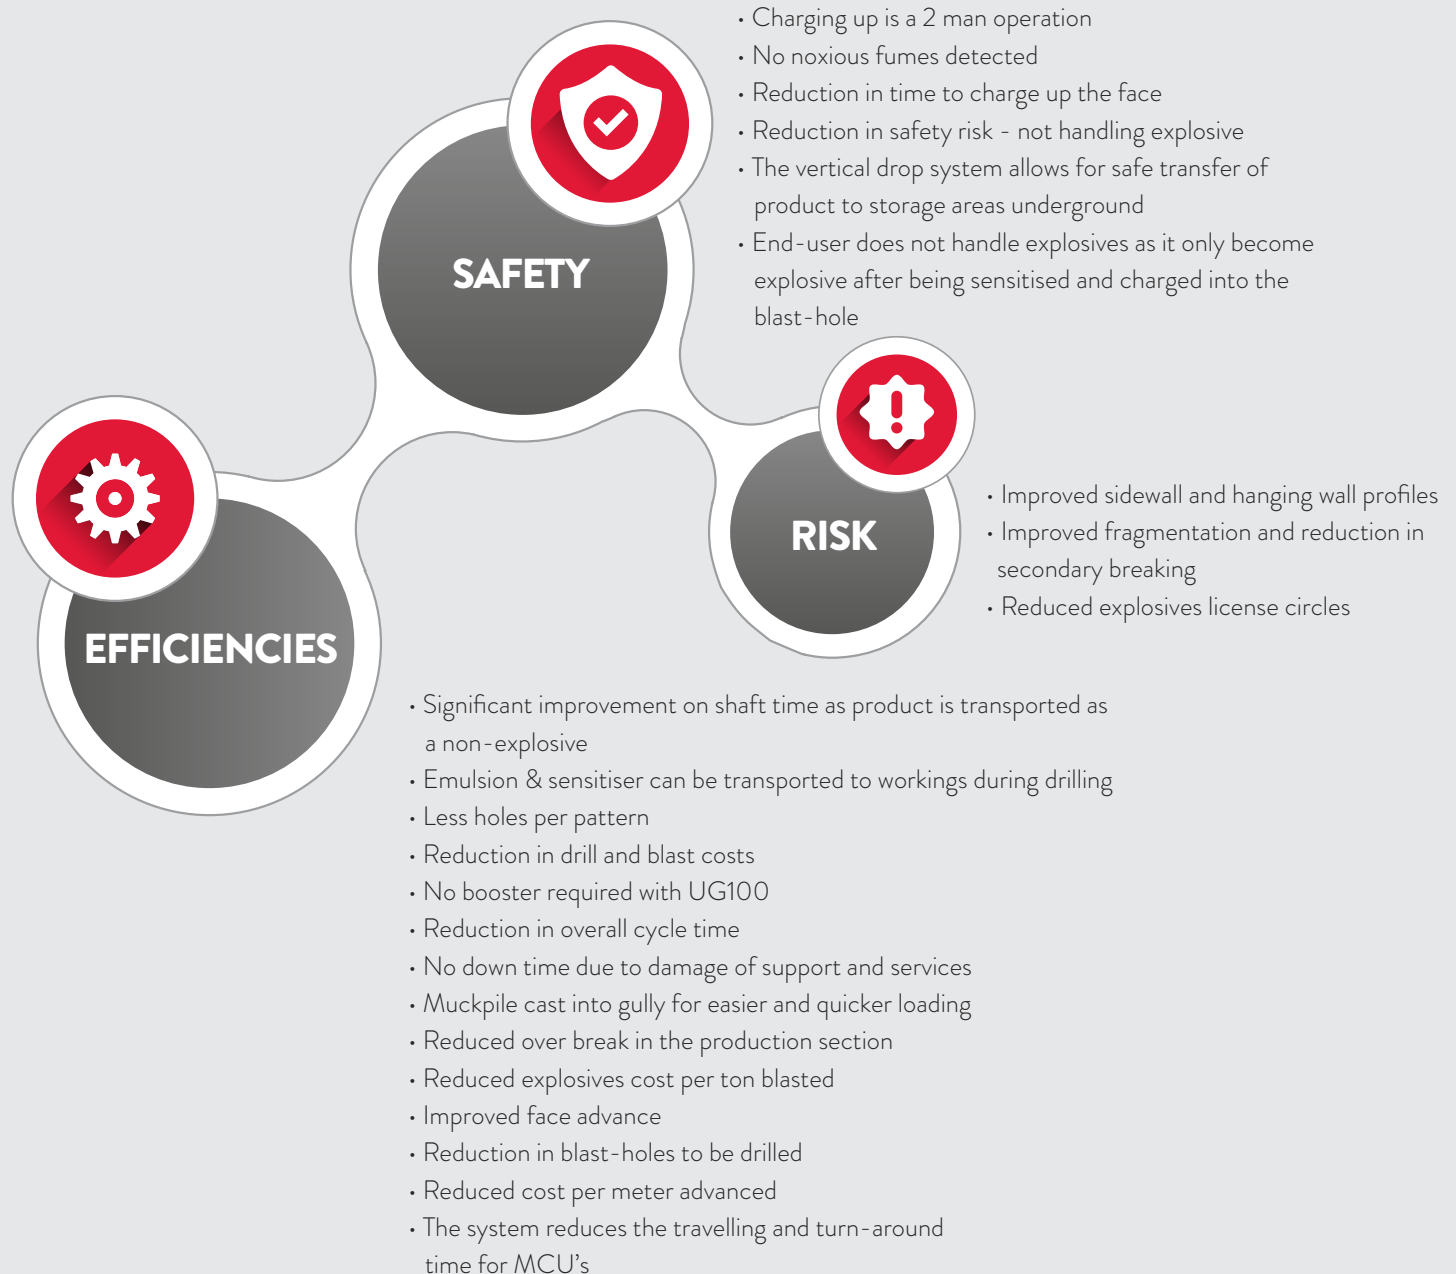 • Charging up is a 2 man operation
• No noxious fumes detected
• Reduction in time to charge up the face
• Reduction in safety risk - not handling explosive
• The vertical drop system allows for safe transfer of
product to storage areas underground
• End-user does not handle explosives as it only become
explosive after being sensitised and charged into the
blast-hole
SAFETY
• Improved sidewall and hanging wall profiles
• Improved fragmentation and reduction in
secondary breaking
• Reduced explosives license circles
RISK
EFFICIENCIES
• Significant improvement on shaft time as product is transported as
a non-explosive
• Emulsion & sensitiser can be transported to workings during drilling
• Less holes per pattern
• Reduction in drill and blast costs
• No booster required with UG100
• Reduction in overall cycle time
• No down time due to damage of support and services
• Muckpile cast into gully for easier and quicker loading
• Reduced over break in the production section
• Reduced explosives cost per ton blasted
• Improved face advance
• Reduction in blast-holes to be drilled
• Reduced cost per meter advanced
• The system reduces the travelling and turn-around
time for MCU's